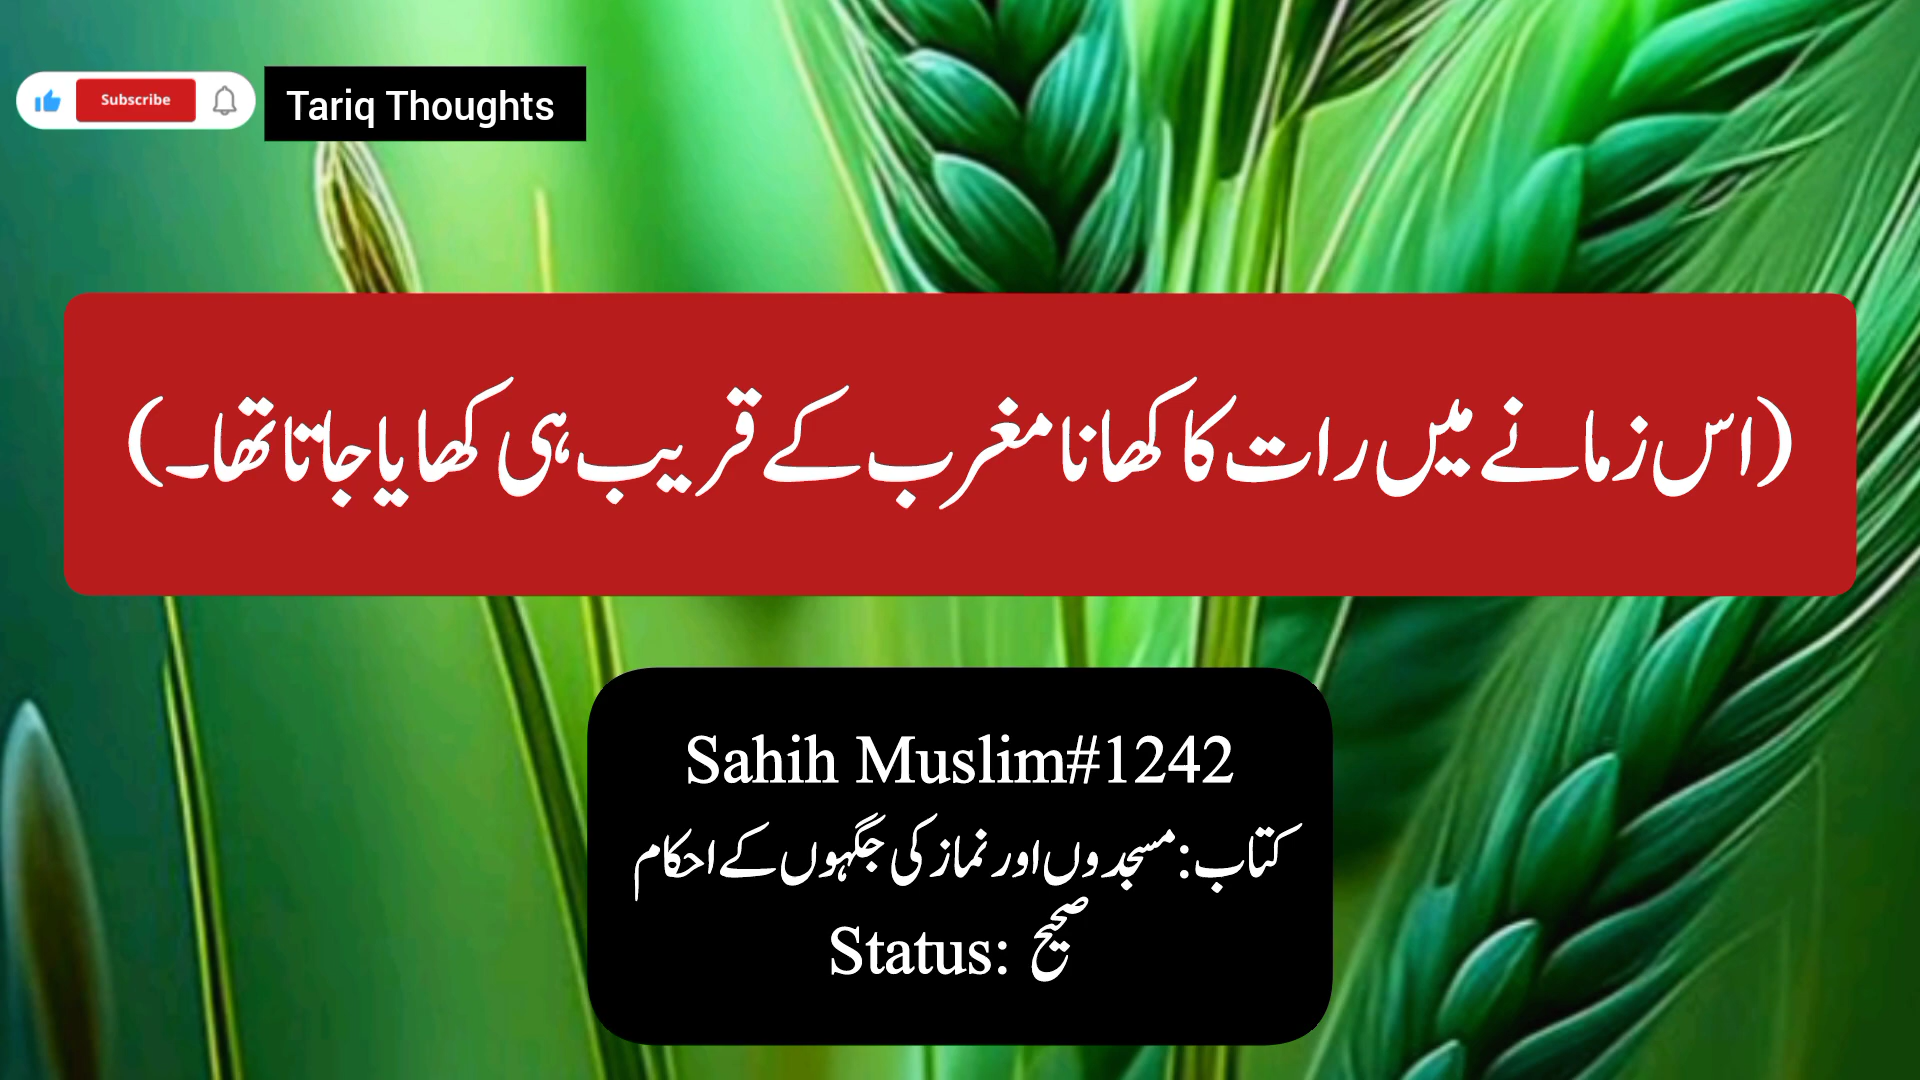 Subscribe
Tariq Thoughts
(اس زمانے میں رات کا کھانا مغرب کے قریب ہی کھایا جاتا تھا۔)
Sahih Muslim#1242
کتاب: مسجدوں اور نماز کی جگہوں کے احکام
Status: صحیح